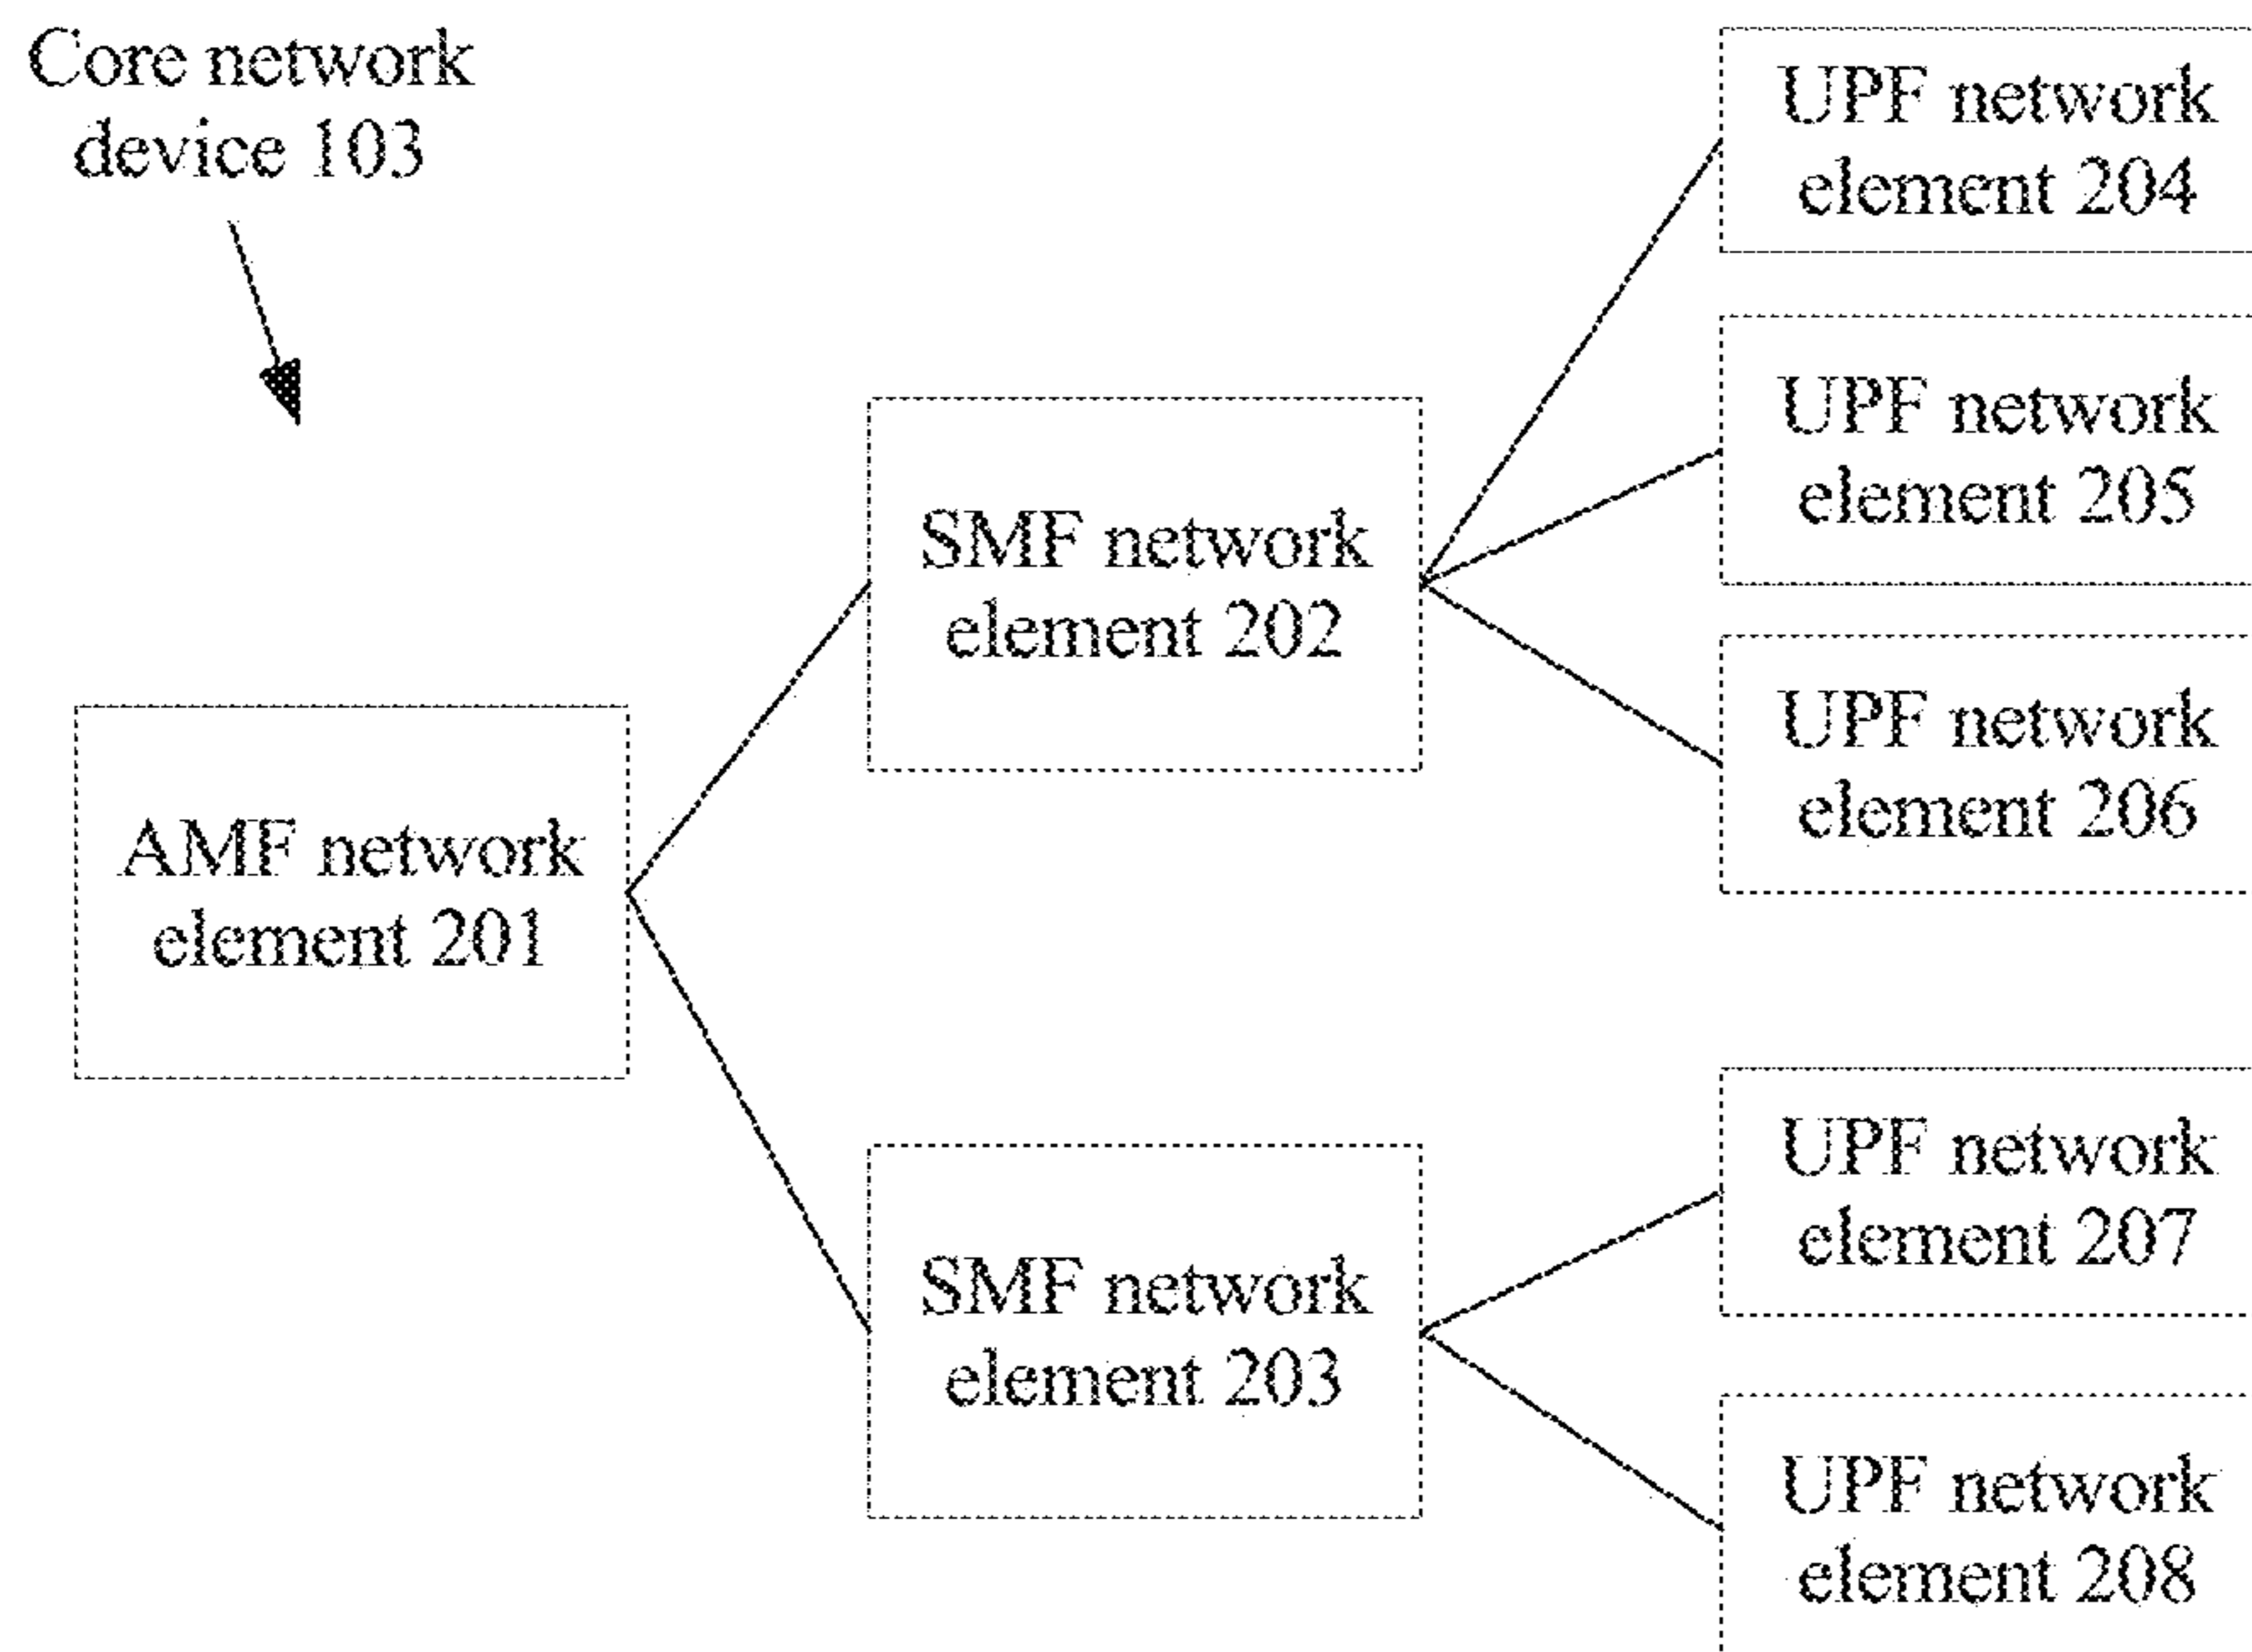 Core network
device 103
UPF network
element 204
UPF network
element 205
SMF network
element 202
UPF network
element 206
AMF network
element 201
UPF network
element 207
SMF network
element 203
UPF network
element 208